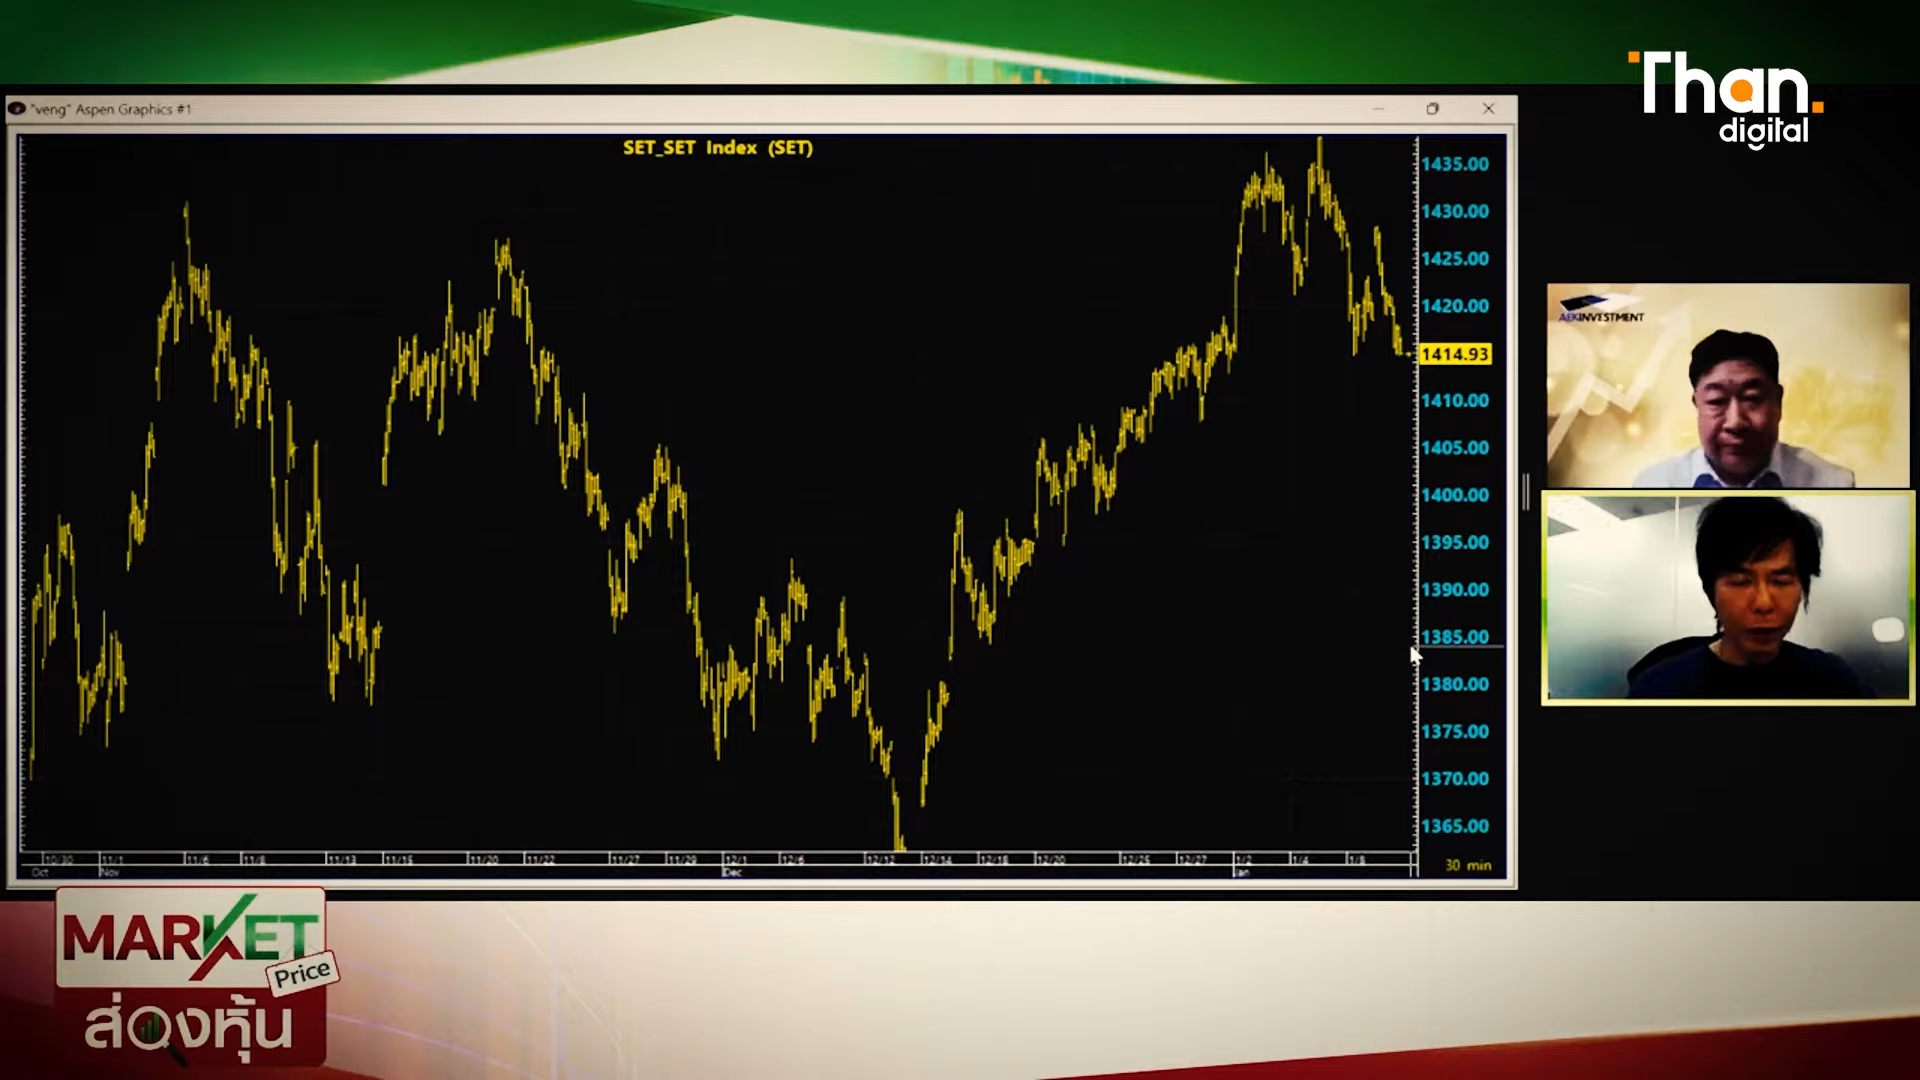 Than.
digital
"veng" Aspen Graphics #1
SET_SET Index (SET)
1435.00
1430.00
1425.00
1420.00
1414.93
1410.00
1405.00
1400.00
1395.00
1390.00
1385.00
1380.00
1375.00
1370.00
1365.00
10/30 11/1 11/6 11/8 11/13 11/15 11/20 11/22 11/27 11/29 12/1 12/6 12/12 12/14 12/18 12/20 12/25 12/27 1/2 1/4 1/8 30 min
Oct Nov Dec Jan
AEKINVESTMENT
MARKET
Price
ส่องหุ้น